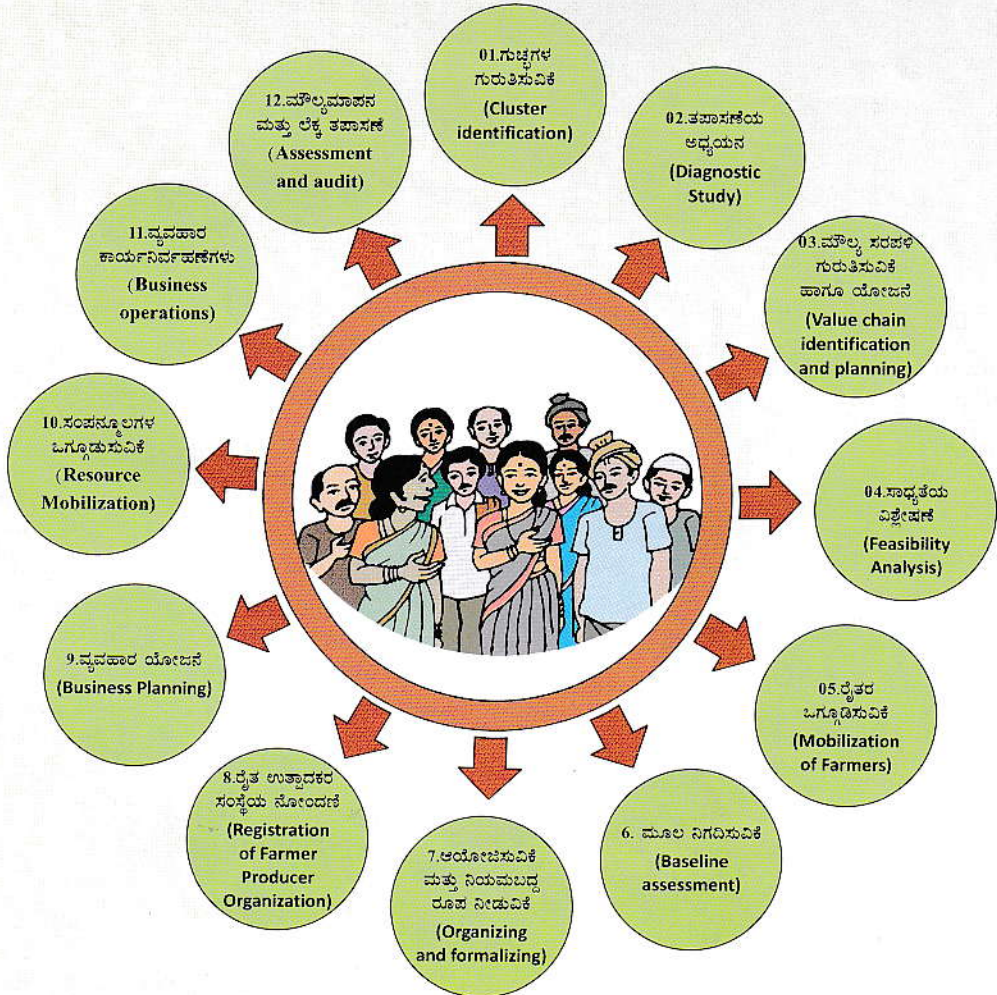 01.ಗುಚ್ಛಗಳ
ಗುರುತಿಸುವಿಕೆ
(Cluster
identification)
02.ತಪಾಸಣೆಯ
ಅಧ್ಯಯನ
(Diagnostic
Study)
03.ಮೌಲ್ಯ ಸರಪಳಿ
ಗುರುತಿಸುವಿಕೆ
ಹಾಗೂ ಯೋಜನೆ
(Value chain
identification
and planning)
04.ಸಾಧ್ಯತೆಯ
ವಿಶ್ಲೇಷಣೆ
(Feasibility
Analysis)
05.ರೈತರ
ಒಗ್ಗೂಡಿಸುವಿಕೆ
(Mobilization
of Farmers)
6. ಮೂಲ ನಿಗದಿಸುವಿಕೆ
(Baseline
assessment)
7.ಆಯೋಜಿಸುವಿಕೆ
ಮತ್ತು ನಿಯಮಬದ್ದ
ರೂಪ ನೀಡುವಿಕೆ
(Organizing
and formalizing)
8.ರೈತ ಉತ್ಪಾದಕರ
ಸಂಸ್ಥೆಯ ನೋಂದಣಿ
(Registration
of Farmer
Producer
Organization)
9.ವ್ಯವಹಾರ ಯೋಜನೆ
(Business Planning)
10.ಸಂಪನ್ಮೂಲಗಳ
ಒಗ್ಗೂಡುಸುವಿಕೆ
(Resource
Mobilization)
11.ವ್ಯವಹಾರ
ಕಾರ್ಯನಿರ್ವಹಣೆಗಳು
(Business
operations)
12.ಮೌಲ್ಯಮಾಪನ
ಮತ್ತು ಲೆಕ್ಕ ತಪಾಸಣೆ
(Assessment
and audit)